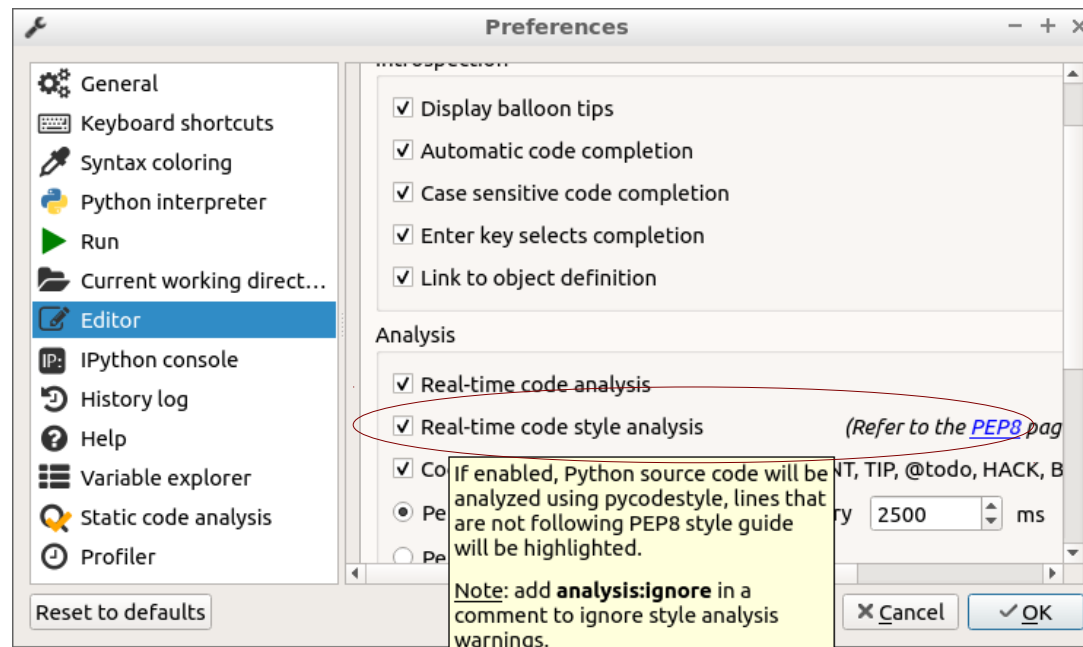 Preferences
General
Keyboard shortcuts
Syntax coloring
Python interpreter
Run
Current working direct...
Editor
IPython console
History log
Help
Variable explorer
Static code analysis
Profiler
Introspection
Display balloon tips
Automatic code completion
Case sensitive code completion
Enter key selects completion
Link to object definition
Analysis
Real-time code analysis
Real-time code style analysis (Refer to the PEP8 pag
Co NT, TIP, @todo, HACK, B
Pe ry 2500 ms
Pe
If enabled, Python source code will be
analyzed using pycodestyle, lines that
are not following PEP8 style guide
will be highlighted.
Note: add analysis:ignore in a
comment to ignore style analysis
warnings.
Reset to defaults
Cancel
OK